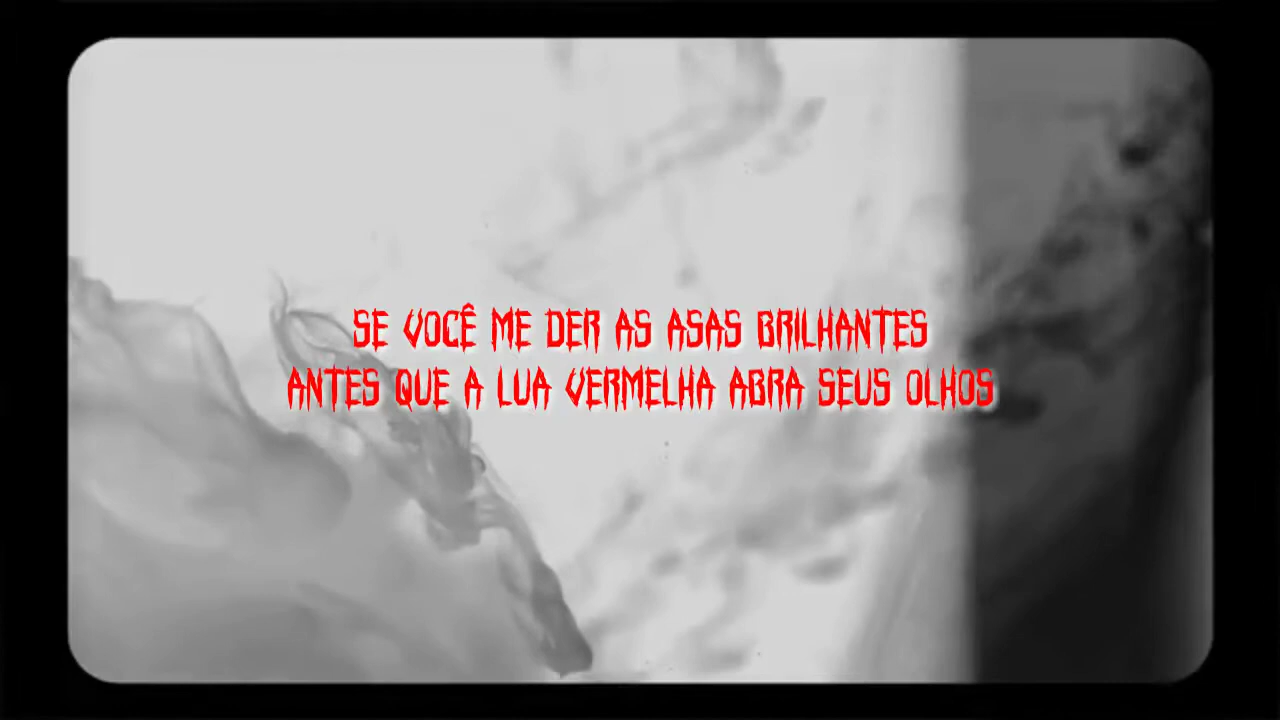 SE VOCÊ ME DER AS ASAS BRILHANTES
ANTES QUE A LUA VERMELHA ABRA SEUS OLHOS